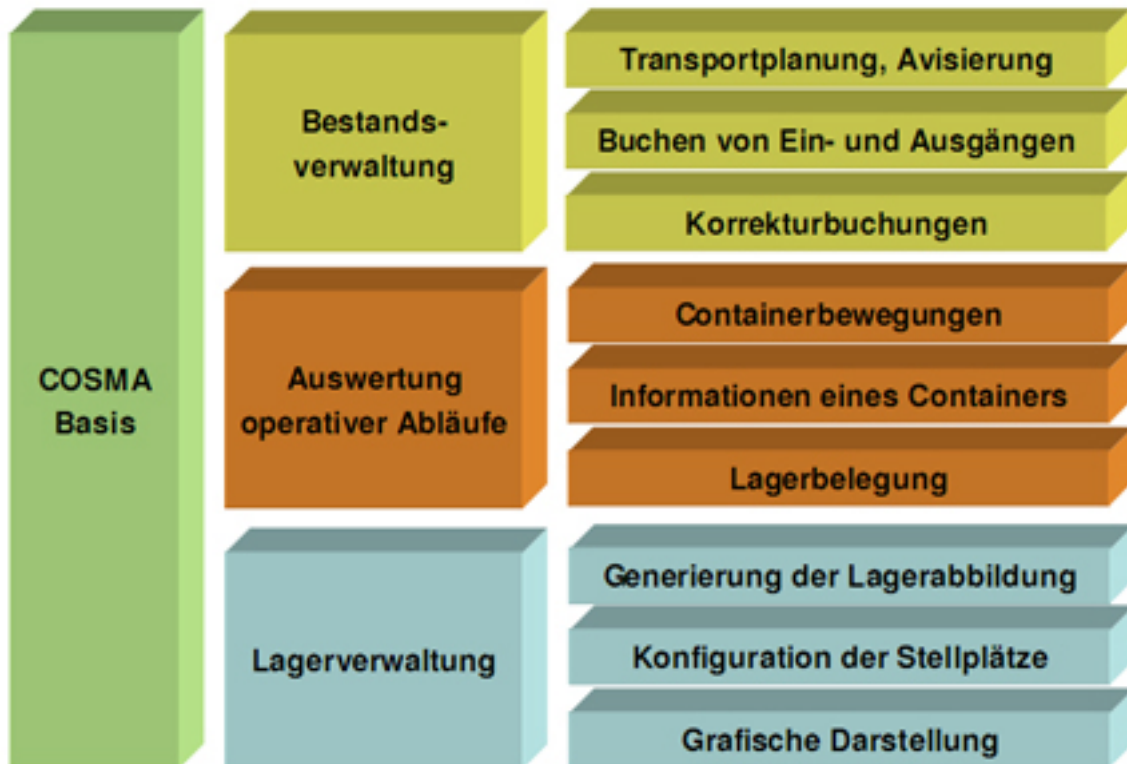 COSMA
Basis
Bestands-
verwaltung
Transportplanung, Avisierung
Buchen von Ein- und Ausgängen
Korrekturbuchungen
Auswertung
operativer Abläufe
Containerbewegungen
Informationen eines Containers
Lagerbelegung
Lagerverwaltung
Generierung der Lagerabbildung
Konfiguration der Stellplätze
Grafische Darstellung